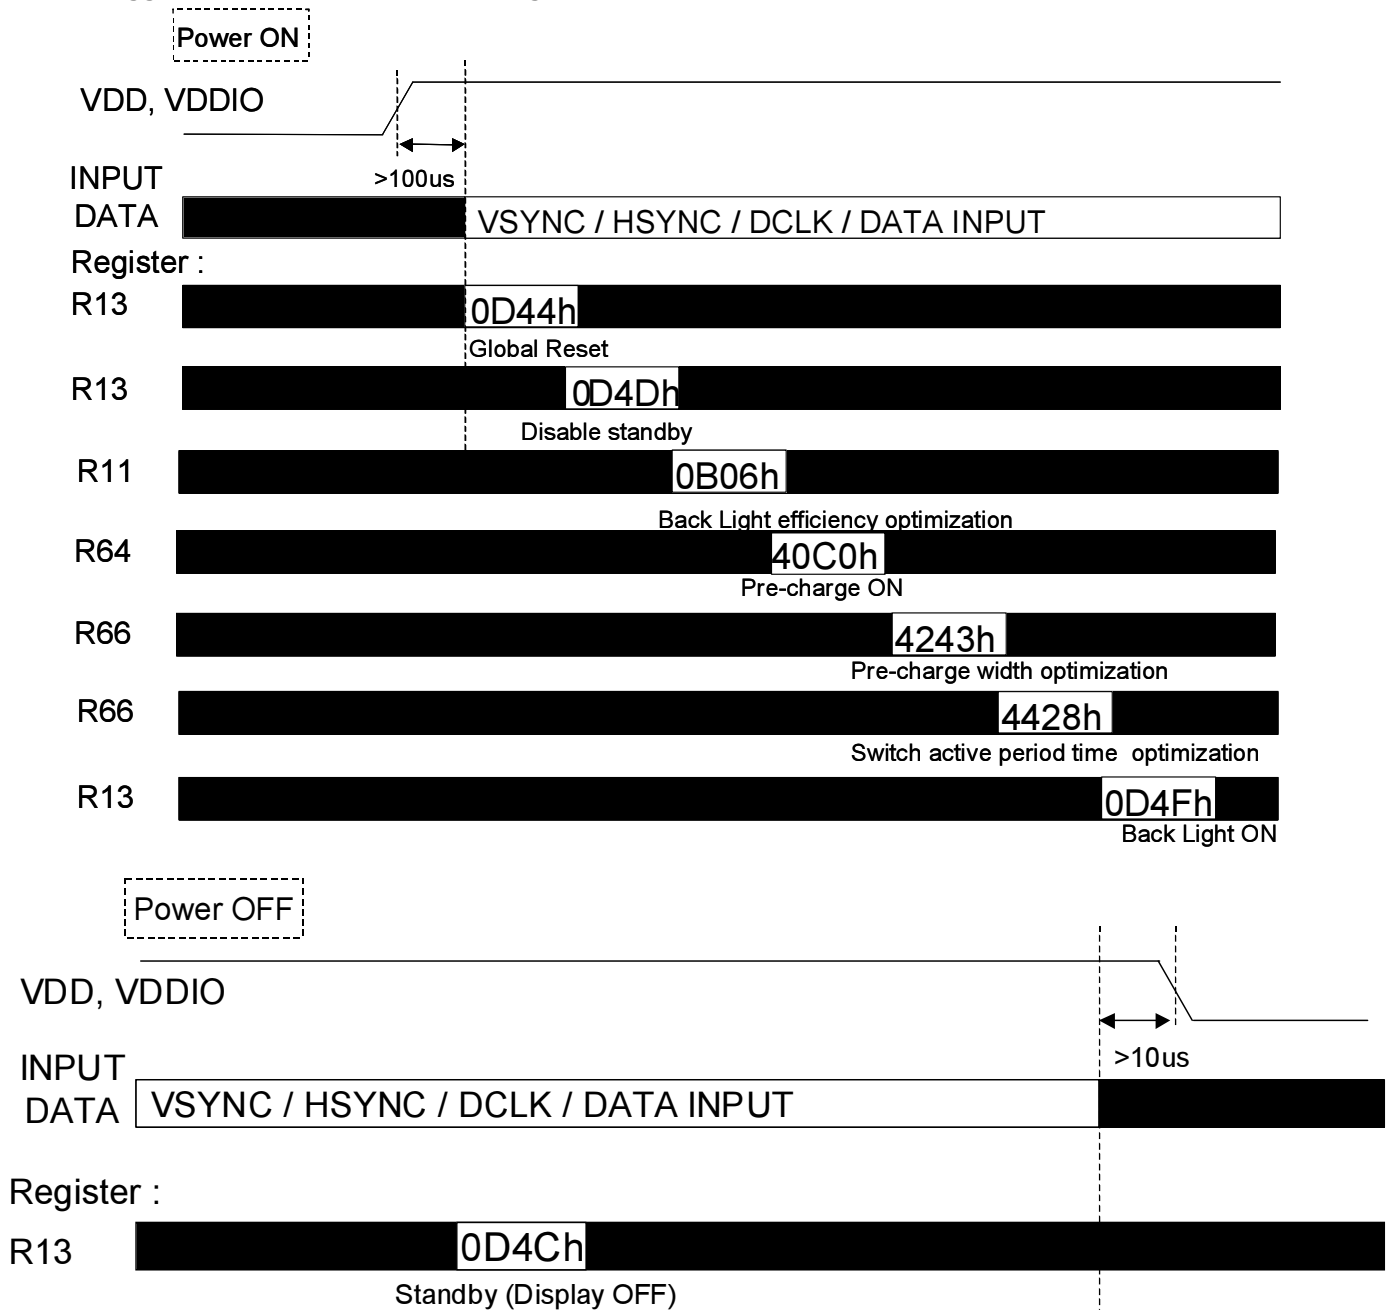 Power ON
VDD, VDDIO
>100us
INPUT
DATA
VSYNC / HSYNC / DCLK / DATA INPUT
Register :
R13
0D44h
Global Reset
R13
0D4Dh
Disable standby
R11
0B06h
Back Light efficiency optimization
R64
40C0h
Pre-charge ON
R66
4243h
Pre-charge width optimization
R66
4428h
Switch active period time optimization
R13
0D4Fh
Back Light ON
Power OFF
VDD, VDDIO
>10us
INPUT
DATA
VSYNC / HSYNC / DCLK / DATA INPUT
Register :
R13
0D4Ch
Standby (Display OFF)